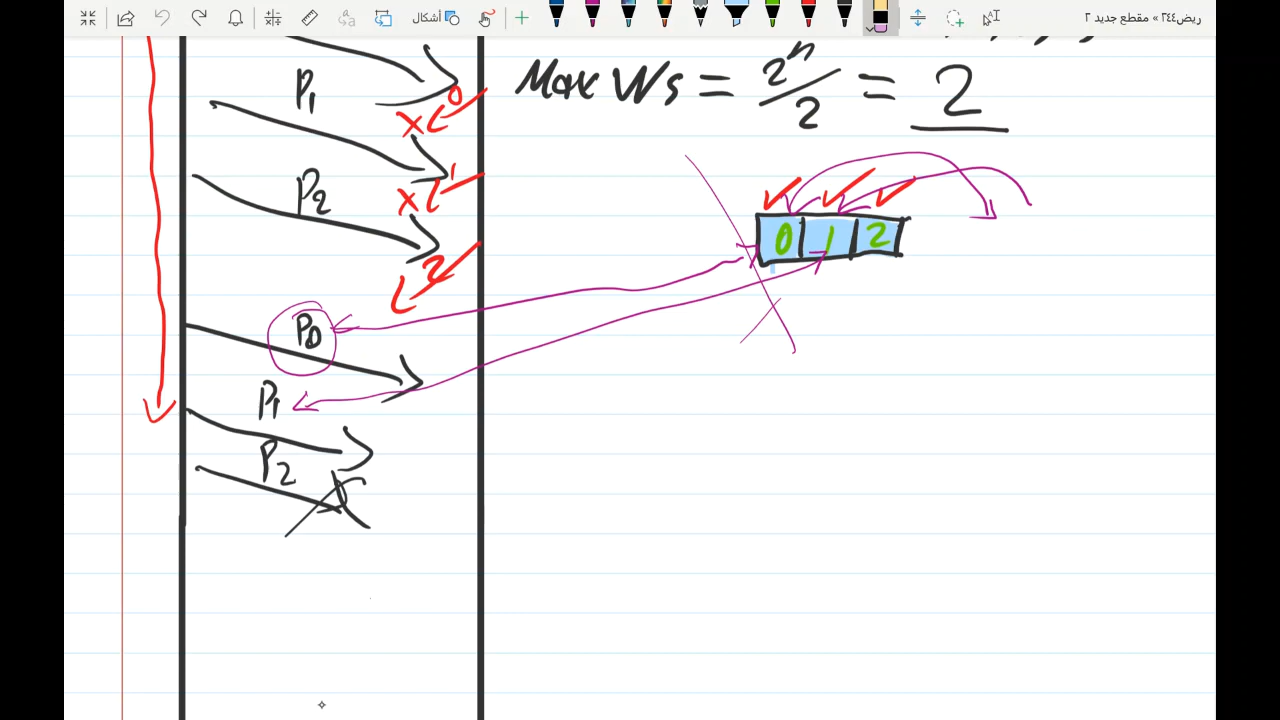 أشكال
ريض٢٤٤ » مقطع جديد ٢
Max Ws = 2^n/2 = 2
P1
0
1
P2
2
0 1 2
P0
P1
P2